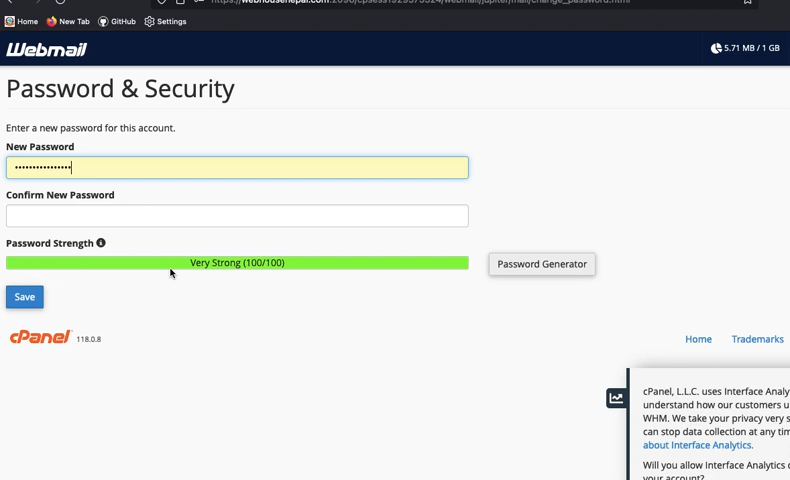 Home New Tab GitHub Settings
Webmail 5.71 MB / 1 GB
Password & Security
Enter a new password for this account.
New Password
••••••••••••••••
Confirm New Password
Password Strength
Very Strong (100/100) Password Generator
Save
cPanel 118.0.8 Home Trademarks
cPanel, L.L.C. uses Interface Analy
understand how our customers u
WHM. We take your privacy very s
can stop data collection at any tim
about Interface Analytics.
Will you allow Interface Analytics
your account?